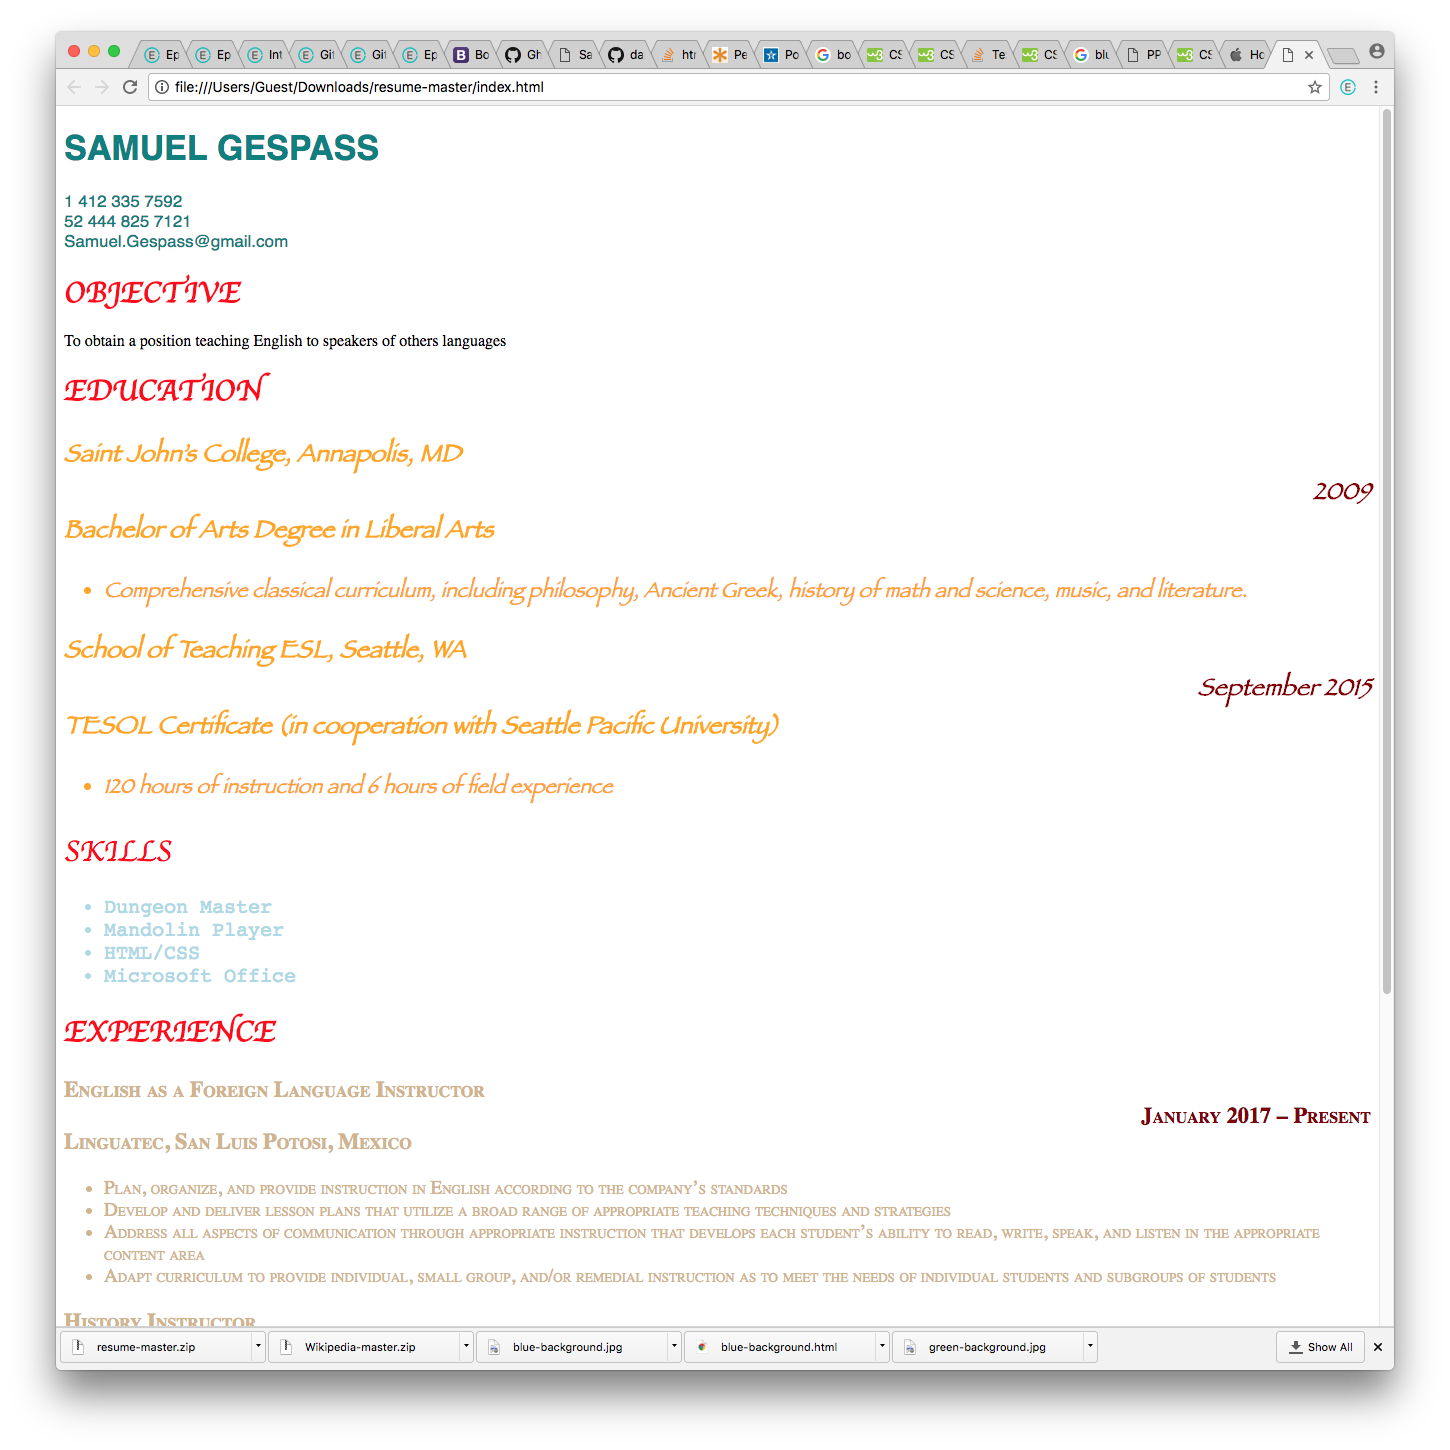 Ep Ep Int Git Git Ep Bo Gh Sa da htr Pe Po bo CS CS Te CS blu PP CS Ho
file:///Users/Guest/Downloads/resume-master/index.html
SAMUEL GESPASS
1 412 335 7592
52 444 825 7121
Samuel.Gespass@gmail.com
OBJECTIVE
To obtain a position teaching English to speakers of others languages
EDUCATION
Saint John's College, Annapolis, MD
2009
Bachelor of Arts Degree in Liberal Arts
• Comprehensive classical curriculum, including philosophy, Ancient Greek, history of math and science, music, and literature.
School of Teaching ESL, Seattle, WA
September 2015
TESOL Certificate (in cooperation with Seattle Pacific University)
• 120 hours of instruction and 6 hours of field experience
SKILLS
• Dungeon Master
• Mandolin Player
• HTML/CSS
• Microsoft Office
EXPERIENCE
English as a Foreign Language Instructor
January 2017 – Present
Linguatec, San Luis Potosi, Mexico
• Plan, organize, and provide instruction in English according to the company's standards
• Develop and deliver lesson plans that utilize a broad range of appropriate teaching techniques and strategies
• Address all aspects of communication through appropriate instruction that develops each student's ability to read, write, speak, and listen in the appropriate
content area
• Adapt curriculum to provide individual, small group, and/or remedial instruction as to meet the needs of individual students and subgroups of students
History Instructor
resume-master.zip Wikipedia-master.zip blue-background.jpg blue-background.html green-background.jpg Show All